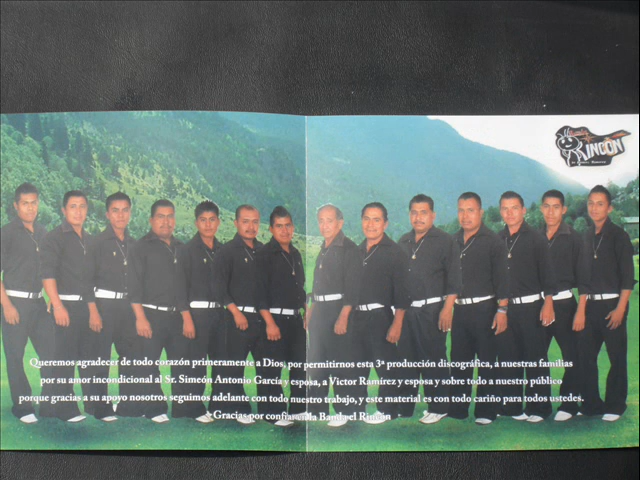 RINCÓN
Queremos agradecer de todo corazón primeramente a Dios, por permitirnos esta 3ª producción discográfica, a nuestras familias
por su amor incondicional al Sr. Simeón Antonio García y esposa, a Victor Ramírez y esposa y sobre todo a nuestro público
porque gracias a su apoyo nosotros seguimos adelante con todo nuestro trabajo, y este material es con todo cariño para todos ustedes.
Gracias por confiar en la Banda el Rincón